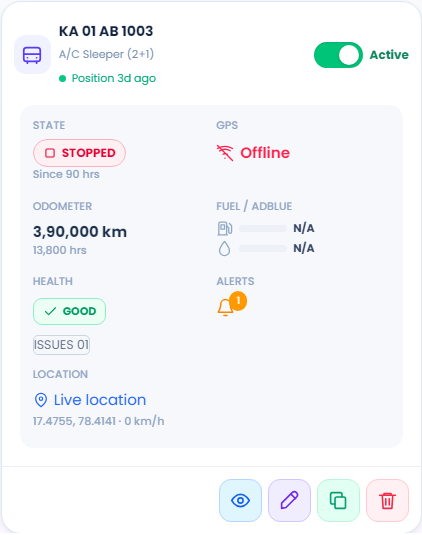 KA 01 AB 1003
A/C Sleeper (2+1)
Position 3d ago
Active
STATE
STOPPED
Since 90 hrs
GPS
Offline
ODOMETER
3,90,000 km
13,800 hrs
FUEL / ADBLUE
N/A
N/A
HEALTH
GOOD
ISSUES 01
ALERTS
1
LOCATION
Live location
17.4755, 78.4141 · 0 km/h